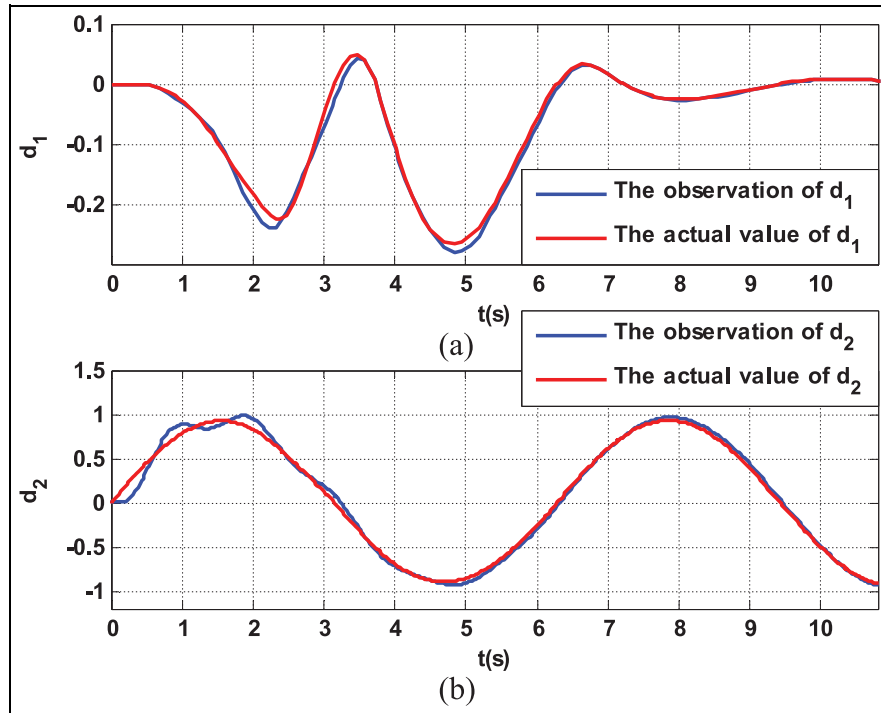 0.1
0
-0.1
-0.2
d1
0 1 2 3 4 5 6 7 8 9 10
t(s)
The observation of d1
The actual value of d1
(a)
The observation of d2
The actual value of d2
1.5
1
0.5
0
-0.5
-1
d2
0 1 2 3 4 5 6 7 8 9 10
t(s)
(b)